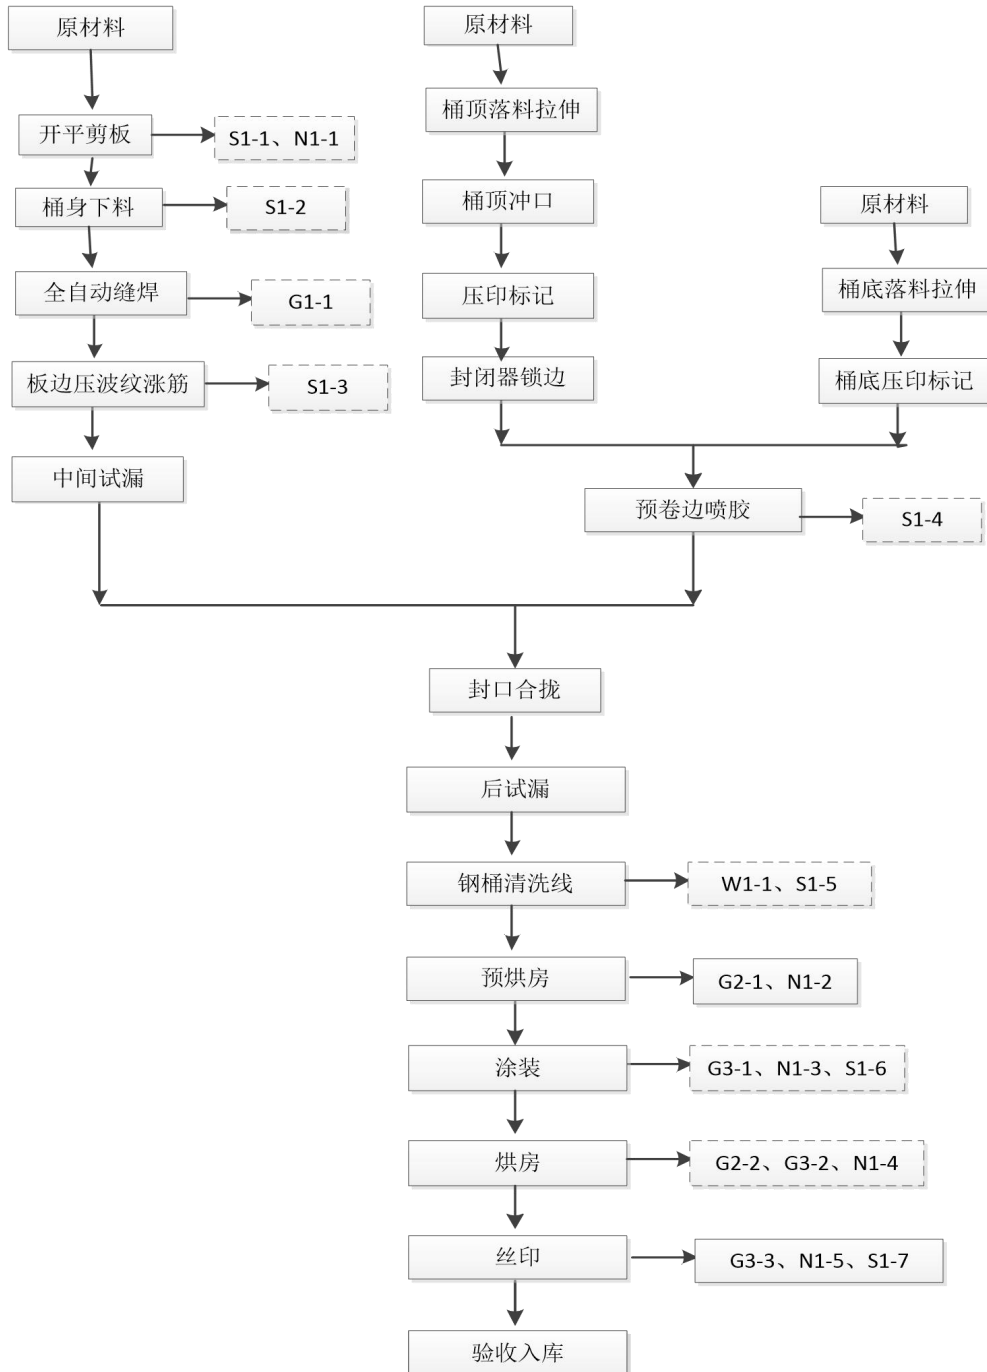 原材料
开平剪板
S1-1、N1-1
桶身下料
S1-2
全自动缝焊
G1-1
板边压波纹涨筋
S1-3
中间试漏
原材料
桶顶落料拉伸
桶顶冲口
压印标记
封闭器锁边
原材料
桶底落料拉伸
桶底压印标记
预卷边喷胶
S1-4
封口合拢
后试漏
钢桶清洗线
W1-1、S1-5
预烘房
G2-1、N1-2
涂装
G3-1、N1-3、S1-6
烘房
G2-2、G3-2、N1-4
丝印
G3-3、N1-5、S1-7
验收入库